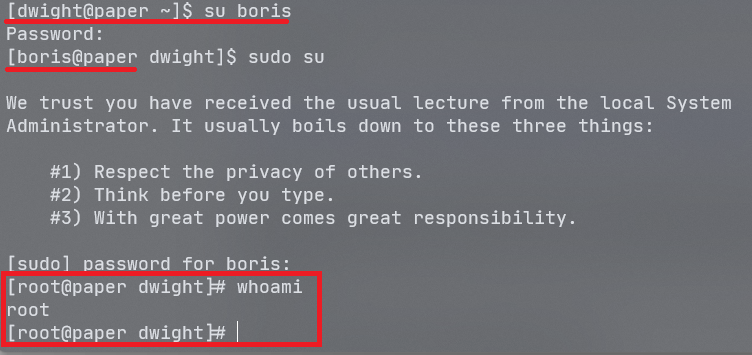 [dwight@paper ~]$ su boris
Password:
[boris@paper dwight]$ sudo su
We trust you have received the usual lecture from the local System
Administrator. It usually boils down to these three things:
#1) Respect the privacy of others.
#2) Think before you type.
#3) With great power comes great responsibility.
[sudo] password for boris:
[root@paper dwight]# whoami
root
[root@paper dwight]#